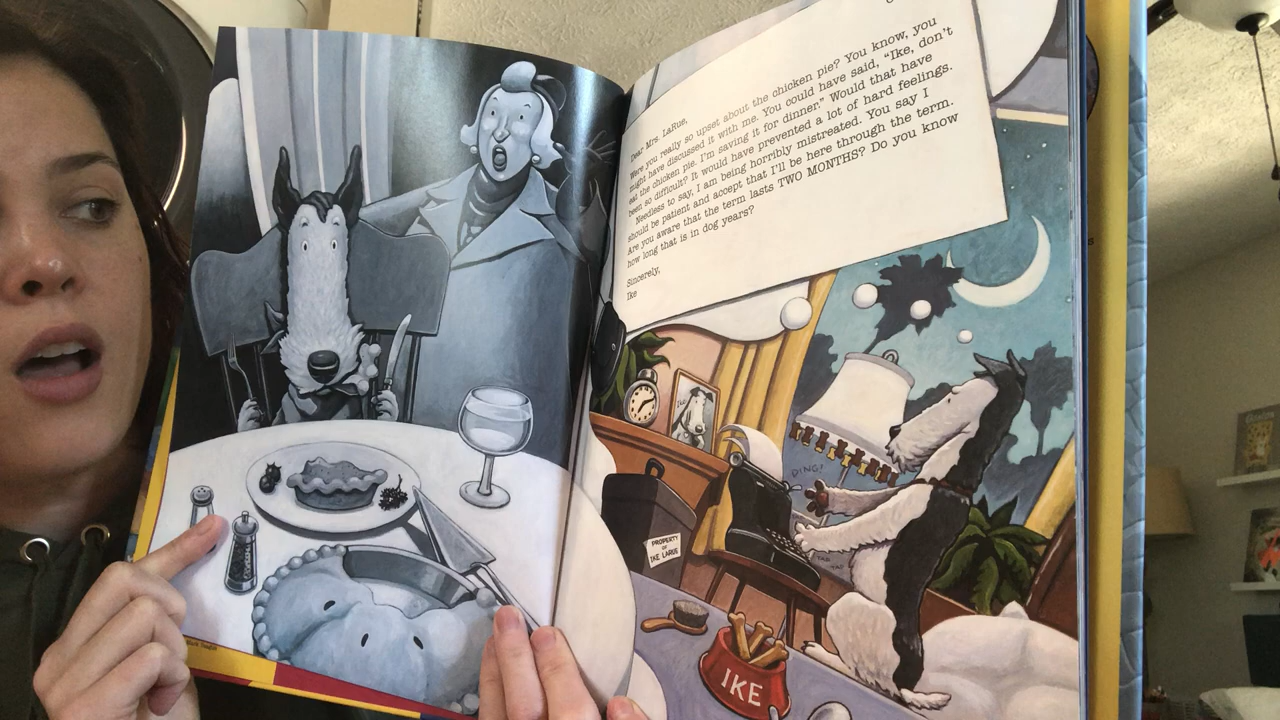 Dear Mrs. LaRue,
Were you really so upset about the chicken pie? You know, you
might have discussed it with me. You could have said, "Ike, don't
eat the chicken pie. I'm saving it for dinner." Would that have
been so difficult? It would have prevented a lot of hard feelings.
Needless to say, I am being horribly mistreated. You say I
should be patient and accept that I'll be here through the term.
Are you aware that the term lasts TWO MONTHS? Do you know
how long that is in dog years?
Sincerely,
Ike
DING!
PROPERTY
OF
IKE LARUE
IKE